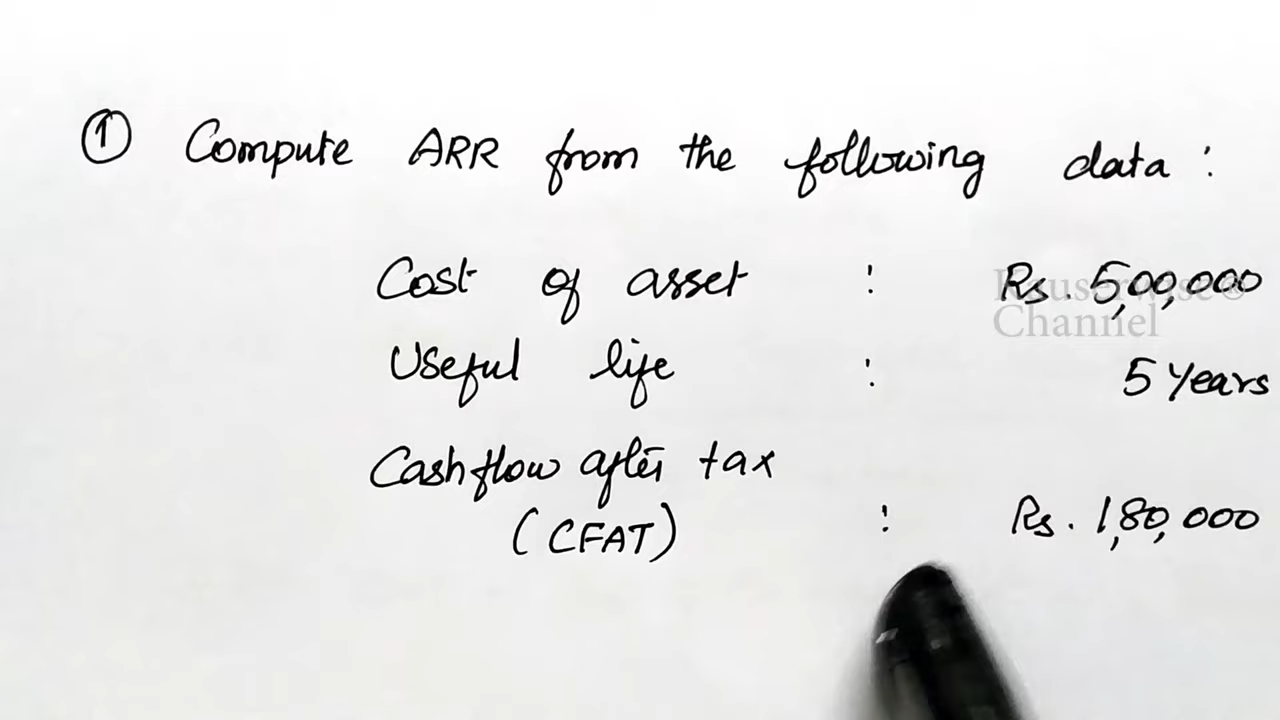 ① Compute ARR from the following data :
Cost of asset : Rs. 5,00,000
Useful life : 5 Years
Cashflow after tax
(CFAT) : Rs. 1,80,000
Channel